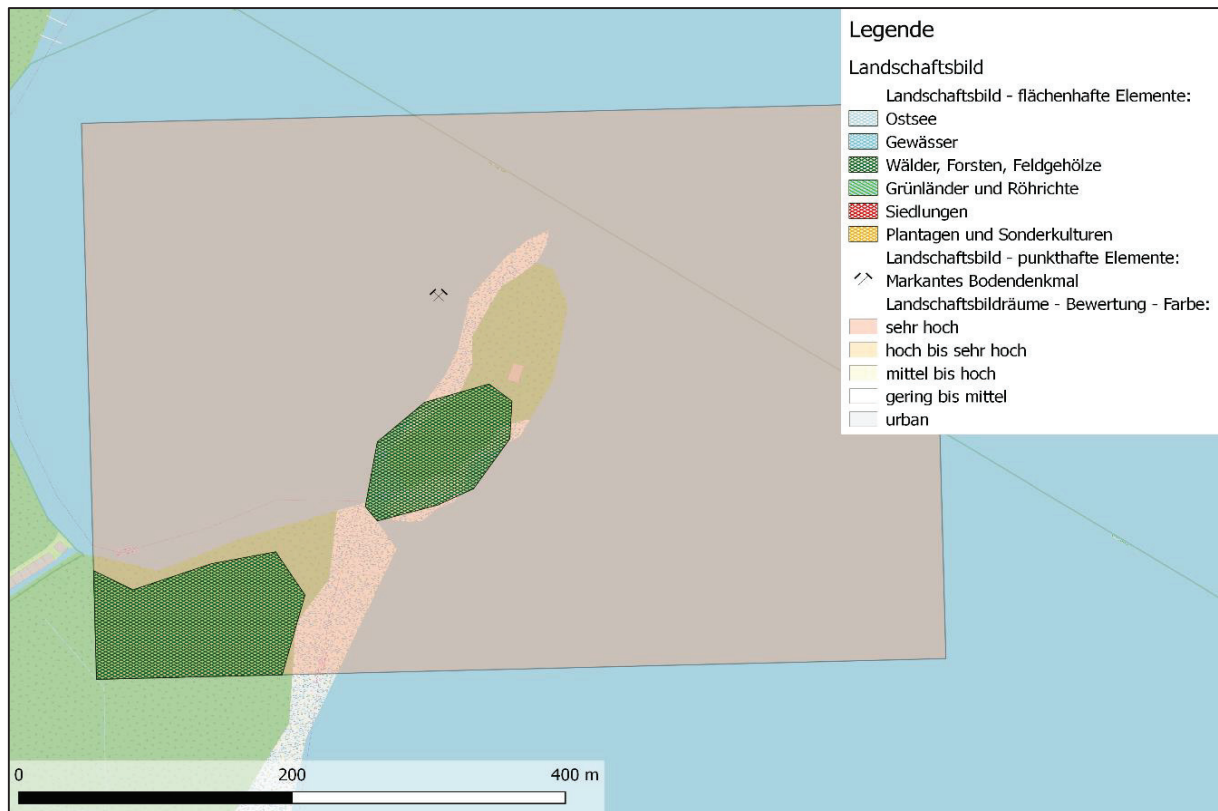 Legende
Landschaftsbild
Landschaftsbild - flächenhafte Elemente:
Ostsee
Gewässer
Wälder, Forsten, Feldgehölze
Grünländer und Röhrichte
Siedlungen
Plantagen und Sonderkulturen
Landschaftsbild - punkthafte Elemente:
Markantes Bodendenkmal
Landschaftsbildräume - Bewertung - Farbe:
sehr hoch
hoch bis sehr hoch
mittel bis hoch
gering bis mittel
urban
0 200 400 m